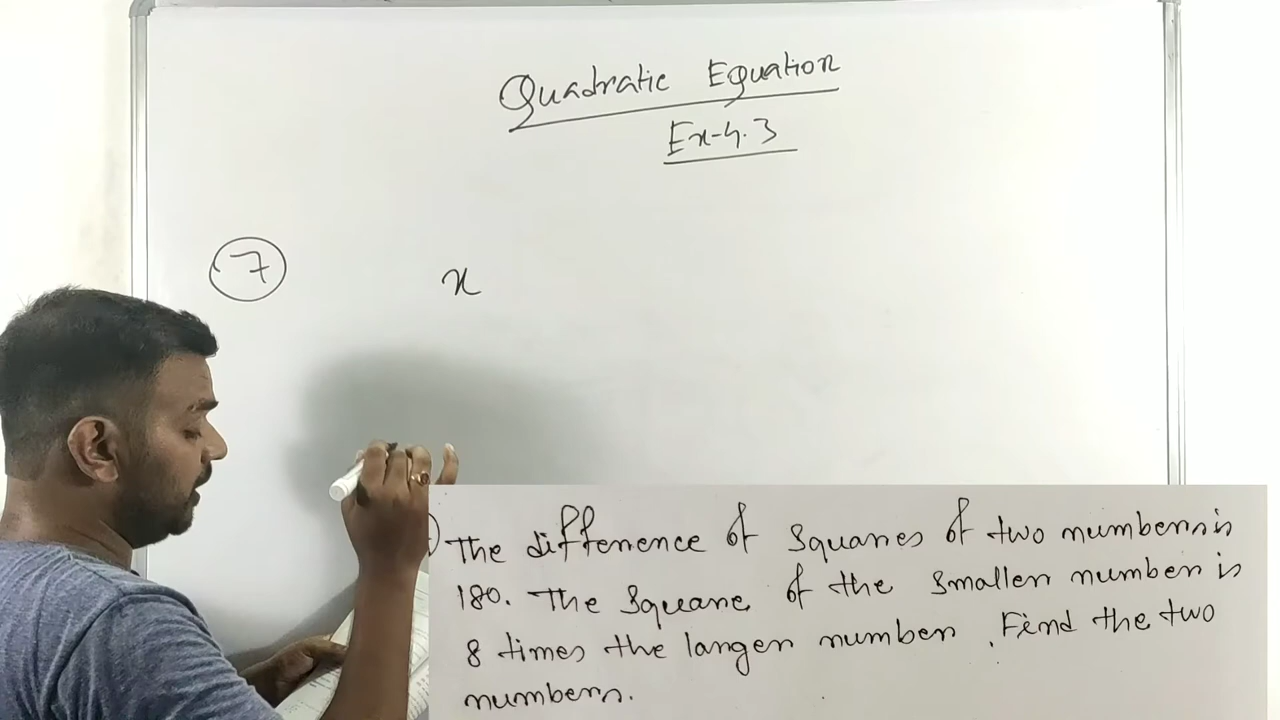 Quadratic Equation
Ex-4.3
7
x
The difference of squares of two numbers is
180. The square of the smaller number is
8 times the larger number. Find the two
numbers.